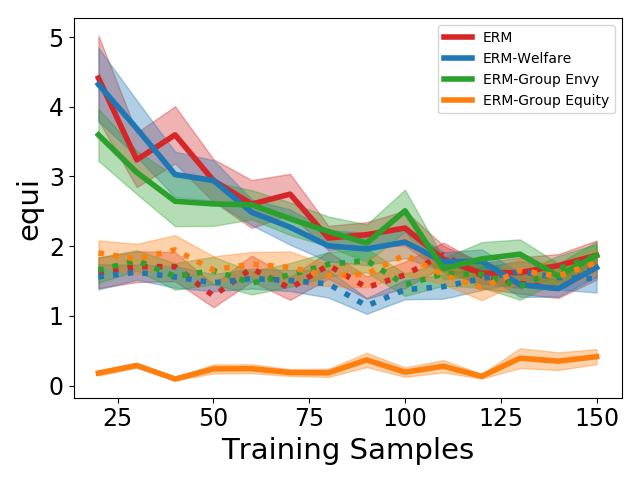 ERM
ERM-Welfare
ERM-Group Envy
ERM-Group Equity
equi
5
4
3
2
1
0
25 50 75 100 125 150
Training Samples